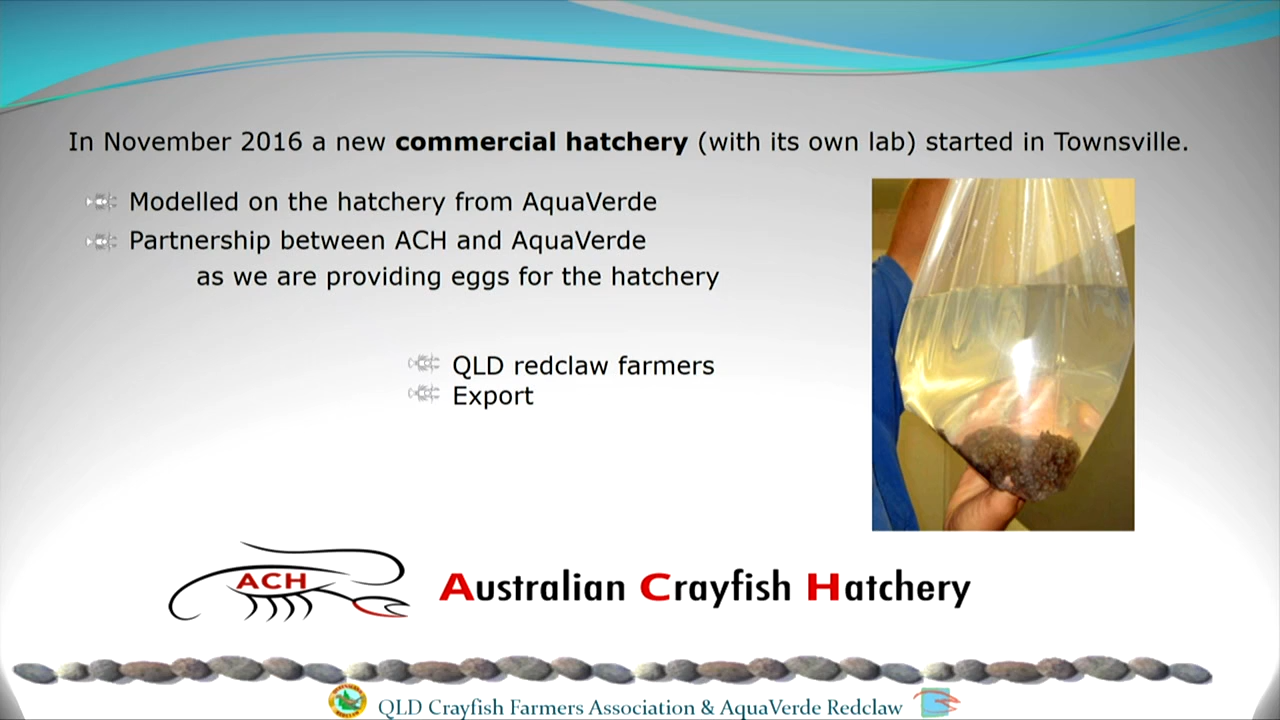 In November 2016 a new commercial hatchery (with its own lab) started in Townsville.
Modelled on the hatchery from AquaVerde
Partnership between ACH and AquaVerde
as we are providing eggs for the hatchery
QLD redclaw farmers
Export
ACH
Australian Crayfish Hatchery
QLD Crayfish Farmers Association & AquaVerde Redclaw